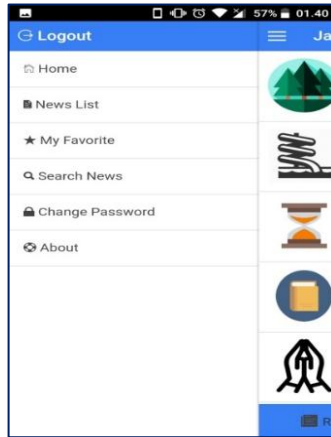 57% 01.40
Logout
Ja
Home
News List
My Favorite
Search News
Change Password
About
R